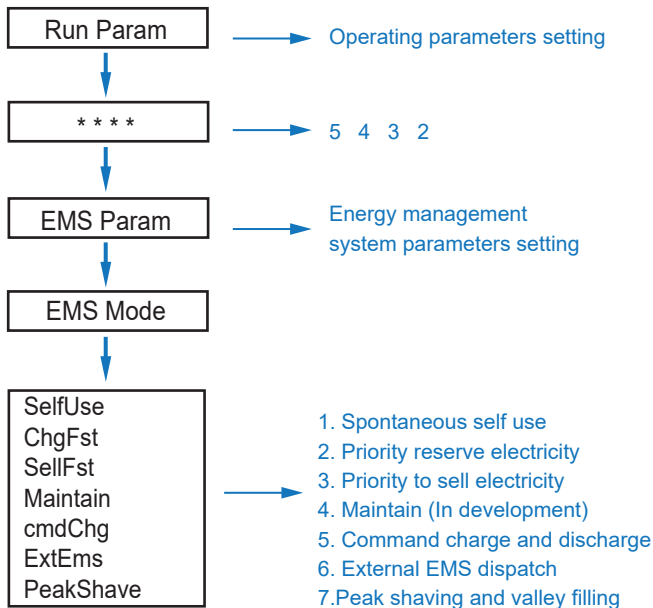 Run Param
Operating parameters setting
* * * *
5 4 3 2
EMS Param
Energy management
system parameters setting
EMS Mode
SelfUse
ChgFst
SellFst
Maintain
cmdChg
ExtEms
PeakShave
1. Spontaneous self use
2. Priority reserve electricity
3. Priority to sell electricity
4. Maintain (In development)
5. Command charge and discharge
6. External EMS dispatch
7.Peak shaving and valley filling